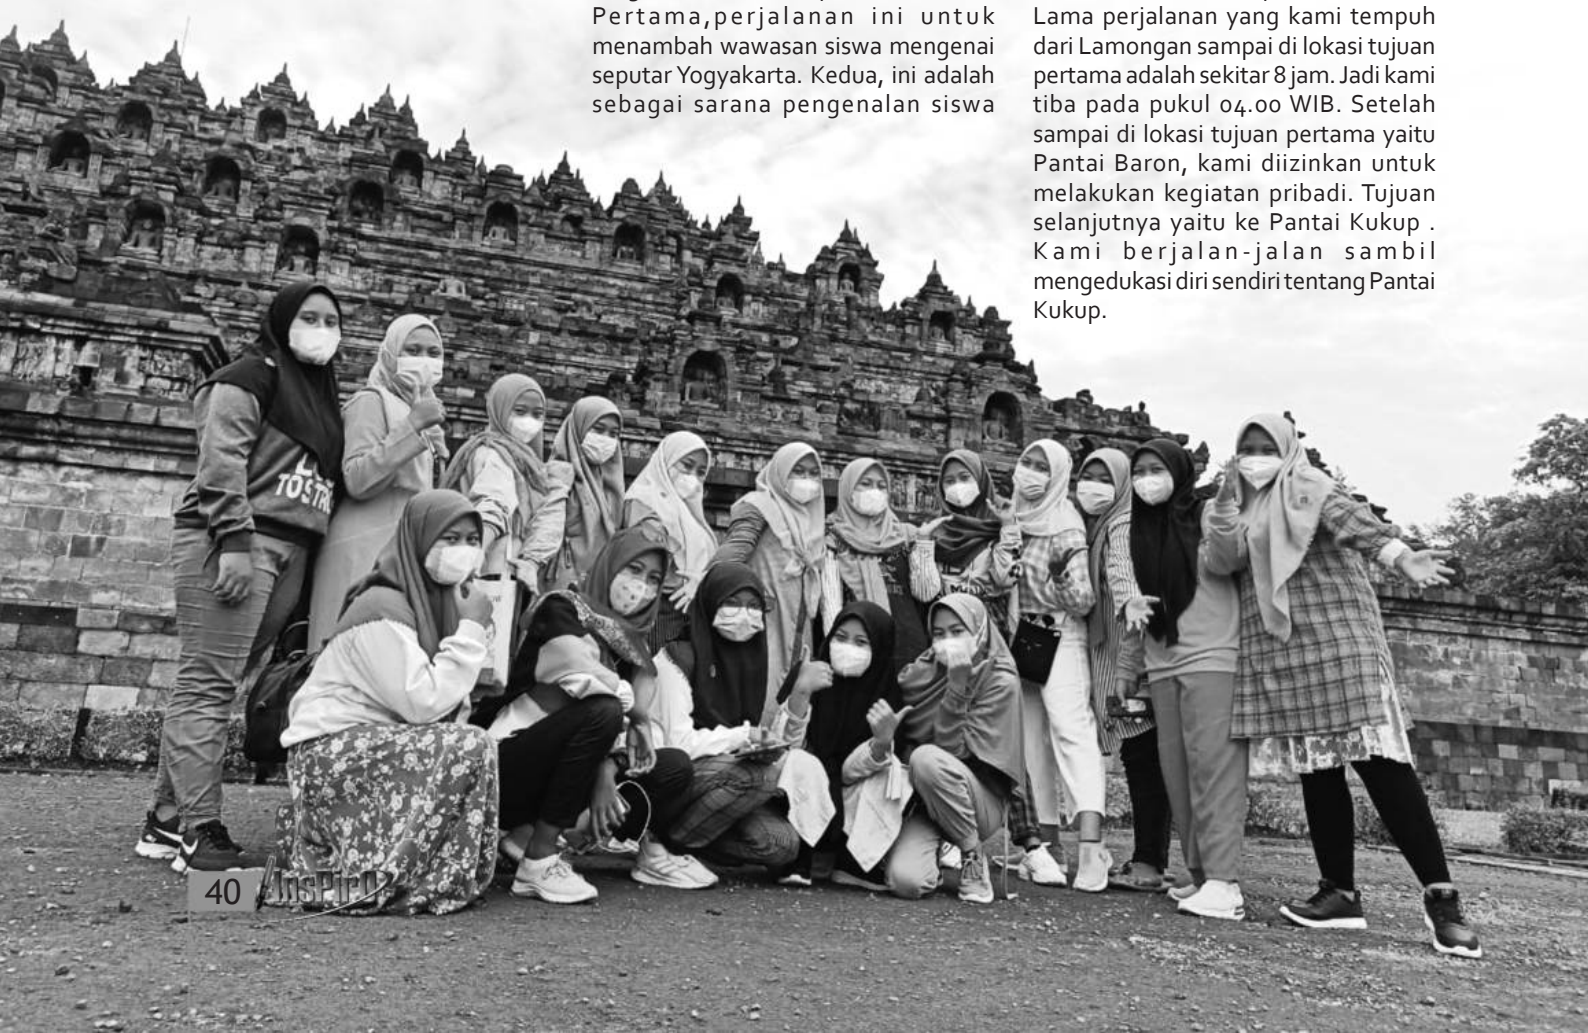 Pertama,perjalanan ini untuk
menambah wawasan siswa mengenai
seputar Yogyakarta. Kedua, ini adalah
sebagai sarana pengenalan siswa
Lama perjalanan yang kami tempuh
dari Lamongan sampai di lokasi tujuan
pertama adalah sekitar 8 jam. Jadi kami
tiba pada pukul 04.00 WIB. Setelah
sampai di lokasi tujuan pertama yaitu
Pantai Baron, kami diizinkan untuk
melakukan kegiatan pribadi. Tujuan
selanjutnya yaitu ke Pantai Kukup .
Kami berjalan-jalan sambil
mengedukasi diri sendiri tentang Pantai
Kukup.
40 InsPirO